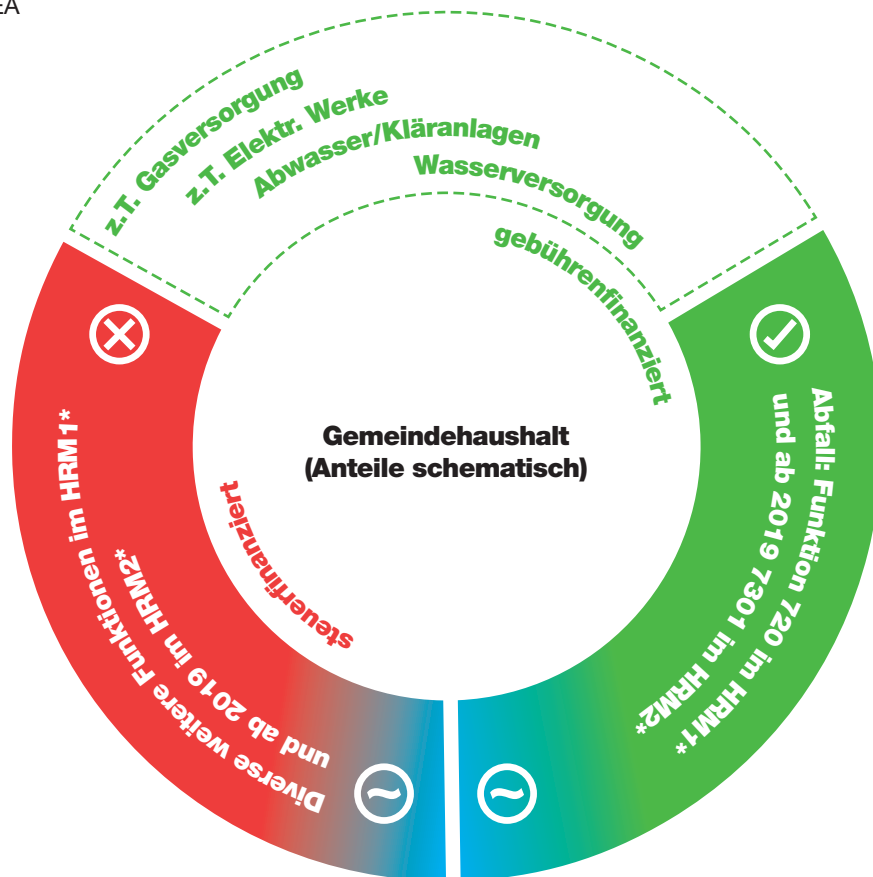 EA
z.T. Gasversorgung
z.T. Elektr. Werke
Abwasser/Kläranlagen
Wasserversorgung
gebührenfinanziert
Gemeindehaushalt
(Anteile schematisch)
steuerfinanziert
Diverse weitere Funktionen im HRM1*
und ab 2019 im HRM2*
Abfall: Funktion 720 im HRM1*
und ab 2019 7301 im HRM2*